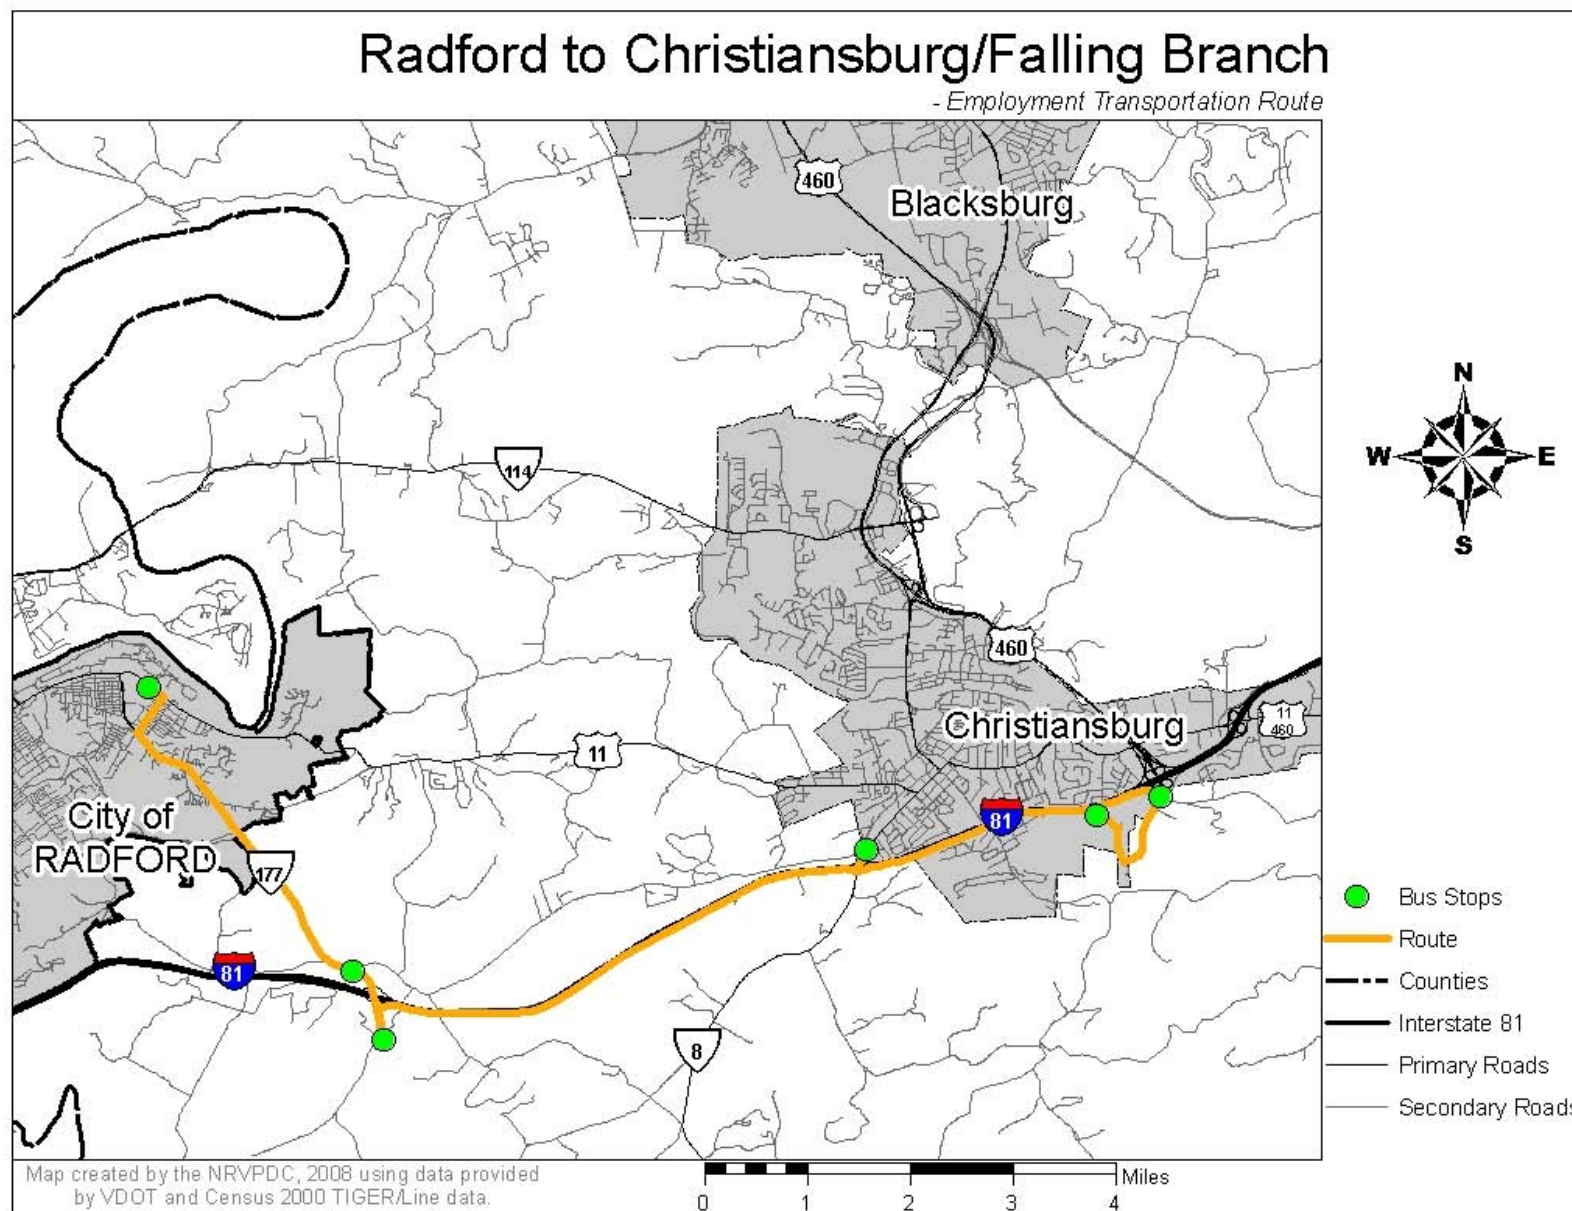 Radford to Christiansburg/Falling Branch
- Employment Transportation Route
460
Blacksburg
N
W E
S
114
460
Christiansburg
11
460
11
City of
RADFORD
81
177
81
8
Bus Stops
Route
Counties
Interstate 81
Primary Roads
Secondary Roads
Map created by the NRVPDC, 2008 using data provided
by VDOT and Census 2000 TIGER/Line data.
Miles
0 1 2 3 4